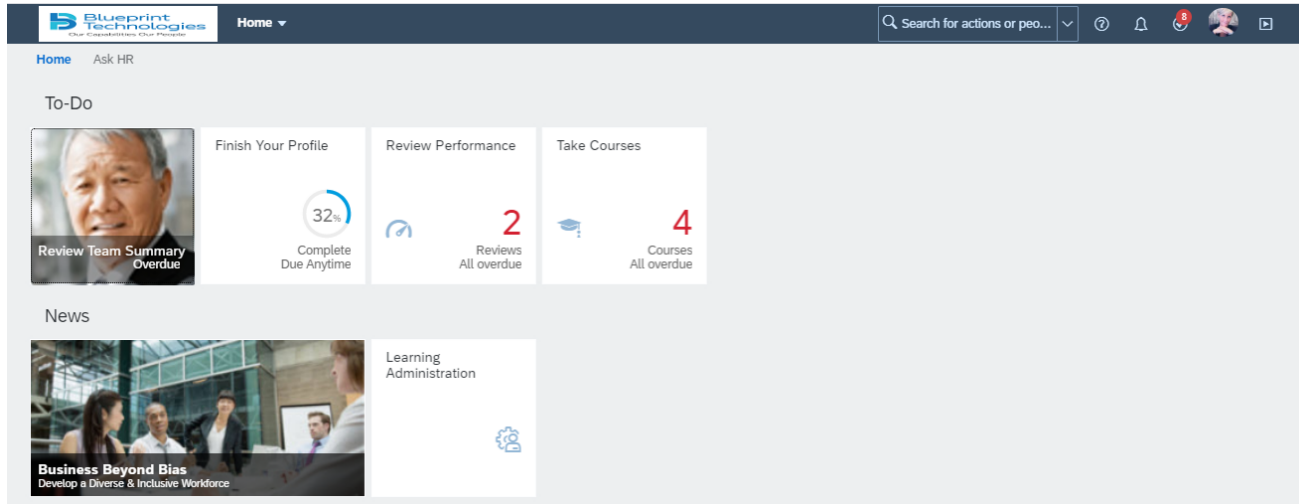 Blueprint
Technologies
Our Capabilities Our People
Home
Search for actions or peo...
8
Home
Ask HR
To-Do
Review Team Summary
Overdue
Finish Your Profile
32%
Complete
Due Anytime
Review Performance
2
Reviews
All overdue
Take Courses
4
Courses
All overdue
News
Business Beyond Bias
Develop a Diverse & Inclusive Workforce
Learning
Administration